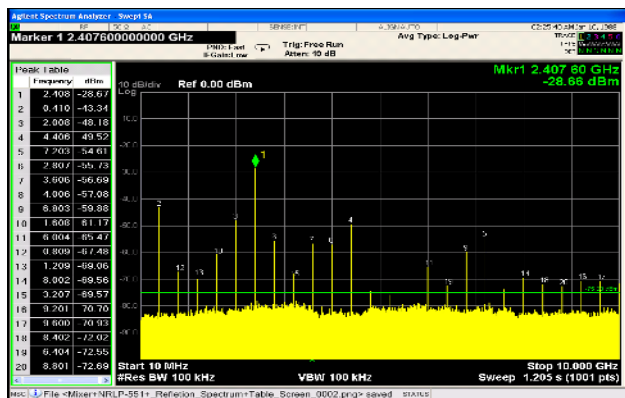 Agilent Spectrum Analyzer - Swept SA
SENSE:INT ALIGNAUTO
Marker 1 2.407600000000 GHz
PNO: Fast
IFGain:Low
Trig: Free Run
Atten: 10 dB
Avg Type: Log-Pwr
TRACE
Peak Table
Frequency dBm
1 2.408 -28.67
2 0.410 -43.34
3 2.008 -48.18
4 4.406 49.52
5 7.203 54.61
6 2.807 -55.73
7 3.606 -56.69
8 4.006 -57.08
9 6.803 -59.88
10 1.608 61.17
11 6.004 -65.47
12 0.809 -67.48
13 1.209 -69.06
14 8.002 -69.56
15 3.207 -69.57
16 9.201 70.70
17 9.600 -70.93
18 8.402 -72.02
19 6.404 -72.55
20 8.801 -72.69
Mkr1 2.407 60 GHz
-28.66 dBm
10 dB/div Ref 0.00 dBm
Log
Start 10 MHz
Stop 10.000 GHz
#Res BW 100 kHz
VBW 100 kHz
Sweep 1.205 s (1001 pts)
MSG File <Mixer+NRLP-551+_Refletion_Spectrum+Table_Screen_0002.png> saved STATUS